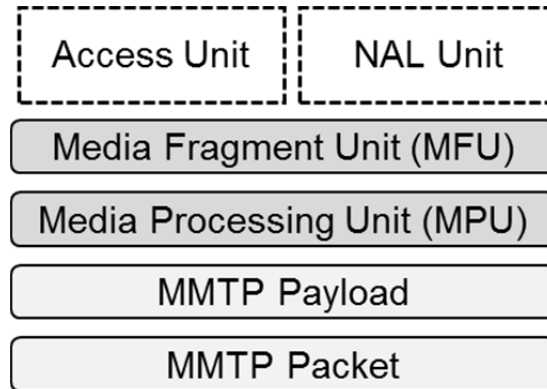 Access Unit
NAL Unit
Media Fragment Unit (MFU)
Media Processing Unit (MPU)
MMTP Payload
MMTP Packet